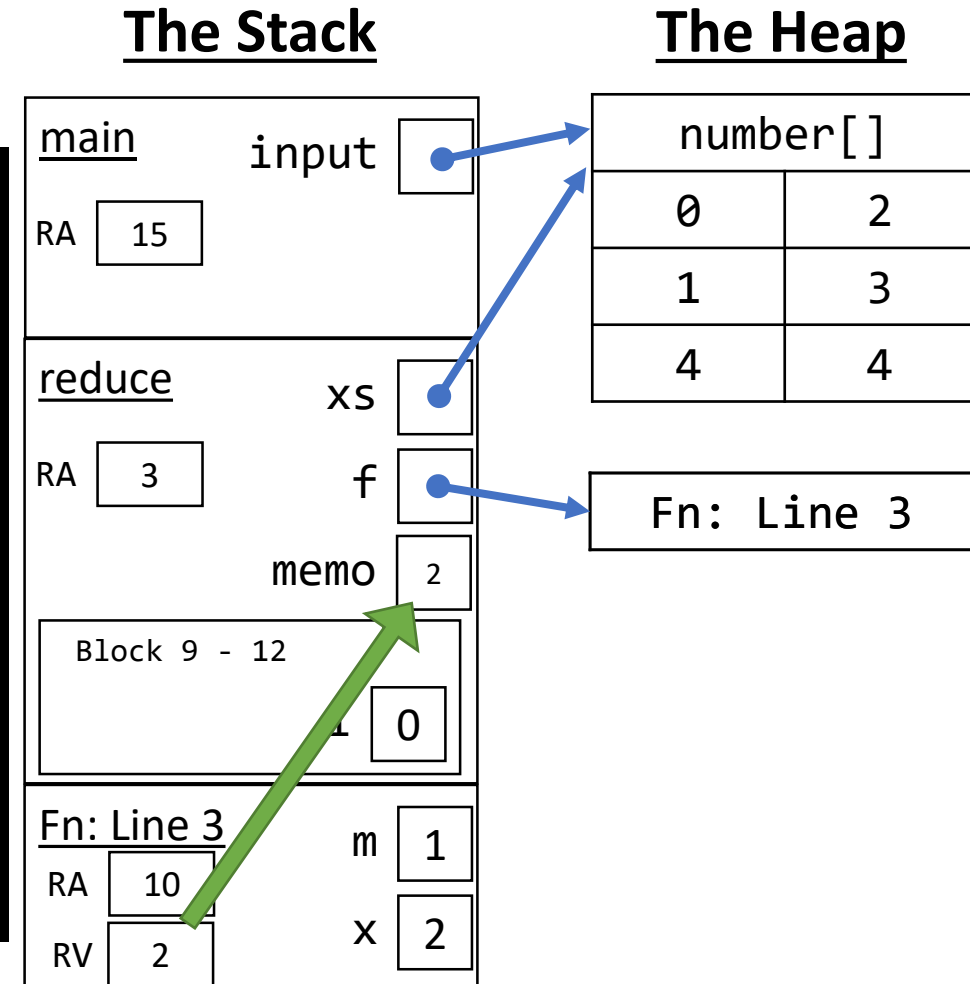 The Stack
main
input
RA 15
reduce
xs
RA 3
f
memo 2
Block 9 - 12
0
Fn: Line 3
m 1
RA 10
x 2
RV 2
The Heap
number[]
0 2
1 3
4 4
Fn: Line 3